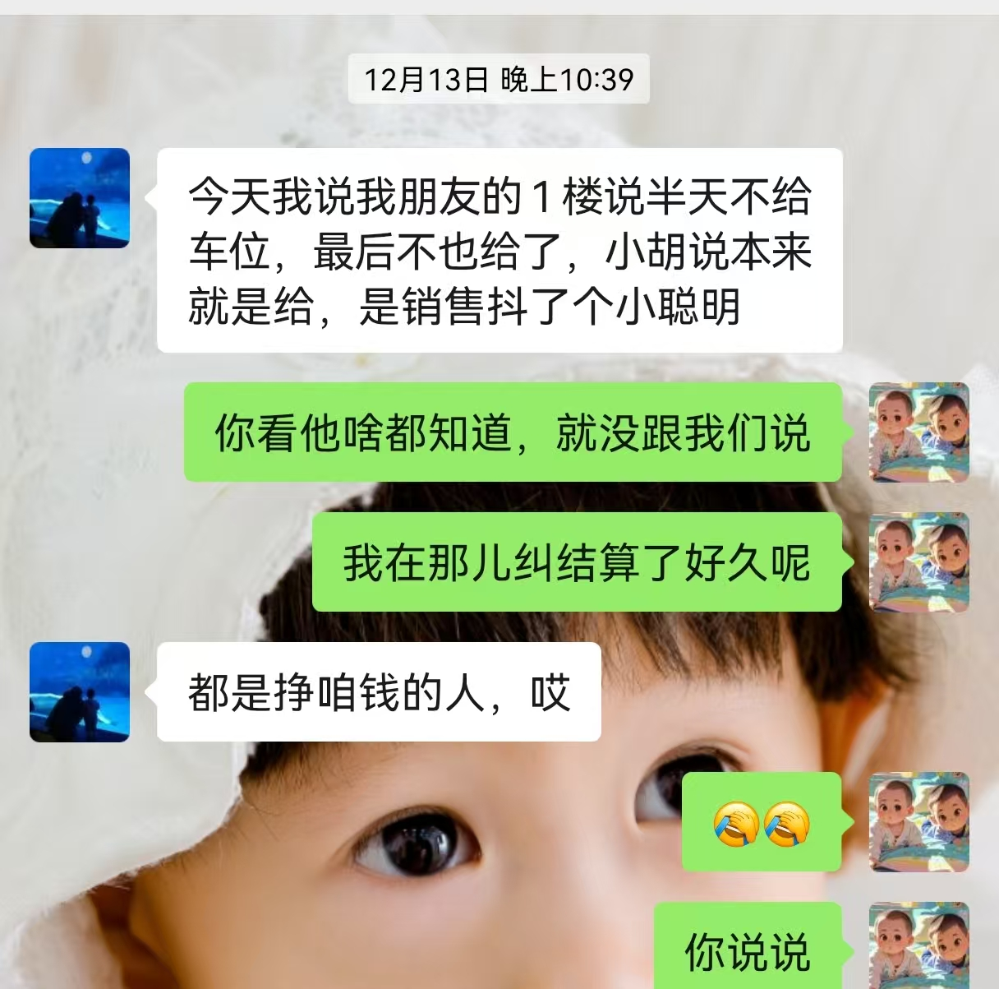 12月13日 晚上10:39
今天我说我朋友的1楼说半天不给
车位，最后不也给了，小胡说本来
就是给，是销售抖了个小聪明
你看他啥都知道，就没跟我们说
我在那儿纠结算了好久呢
都是挣咱钱的人，哎
🤦🤦
你说说